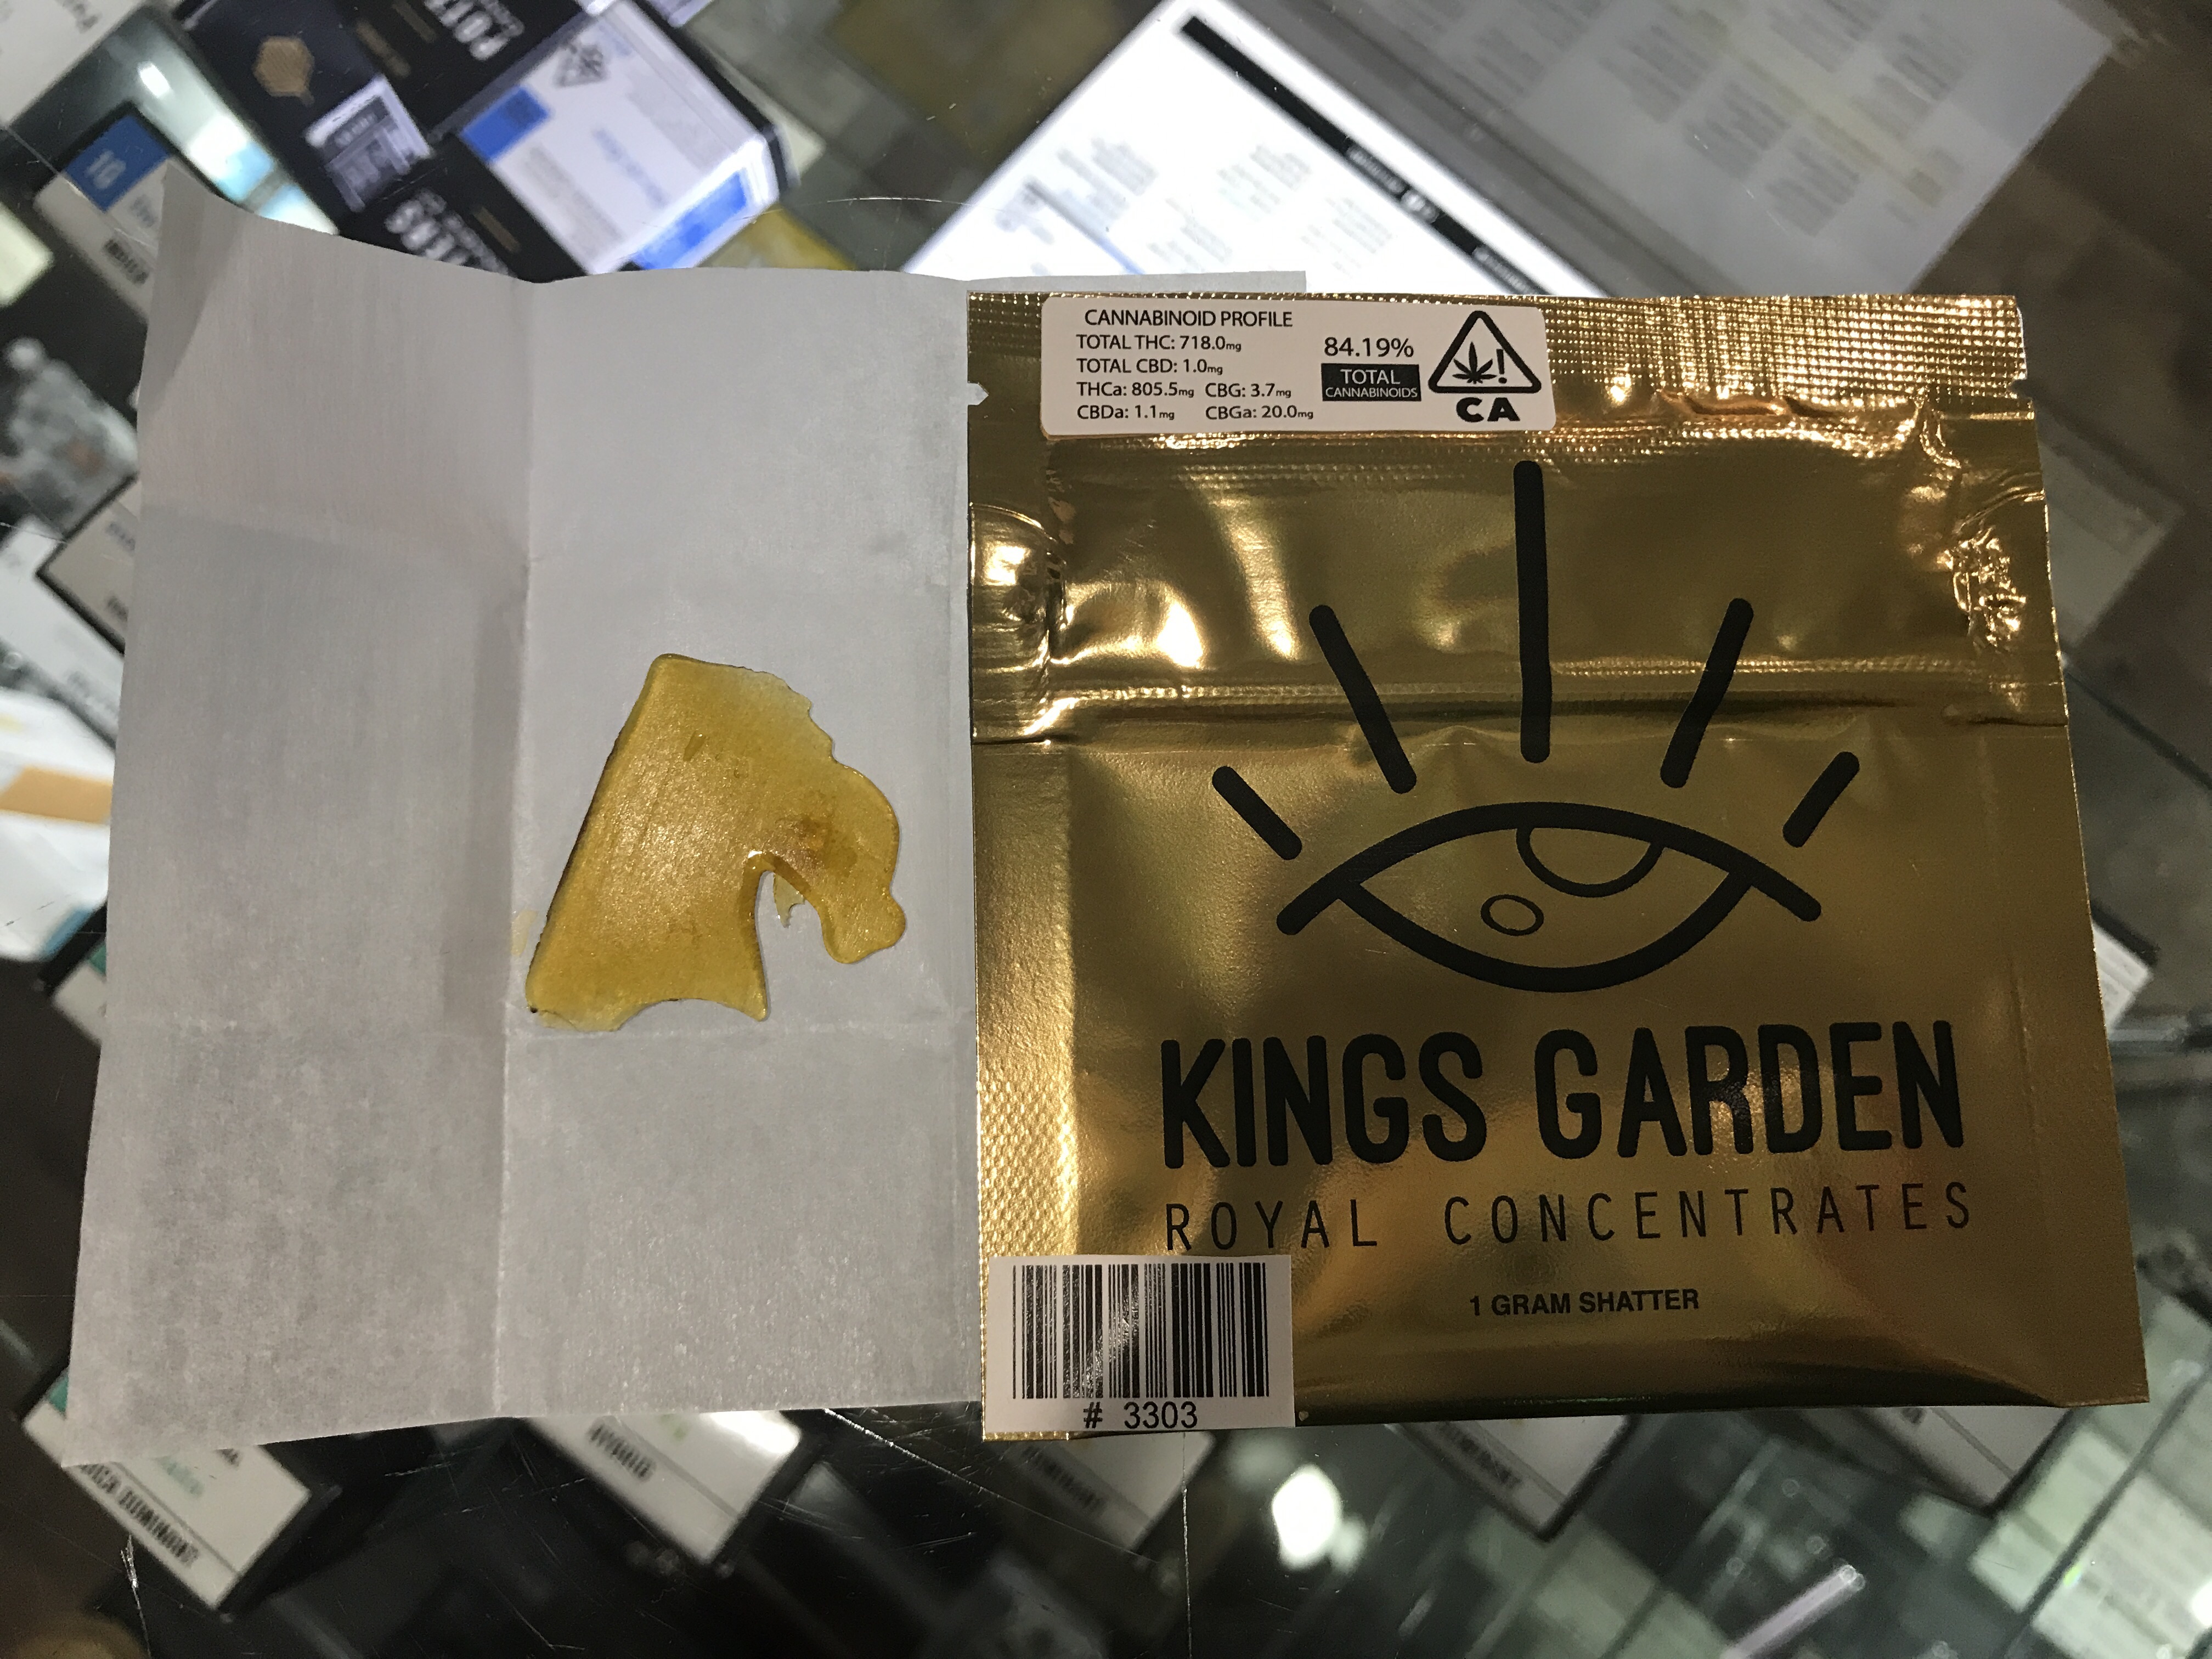 CANNABINOID PROFILE
TOTAL THC: 718.0mg
TOTAL CBD: 1.0mg
THCa: 805.5mg CBG: 3.7mg
CBDa: 1.1mg CBGa: 20.0mg
84.19%
TOTAL
CANNABINOIDS
CA
KINGS GARDEN
ROYAL CONCENTRATES
1 GRAM SHATTER
# 3303
10